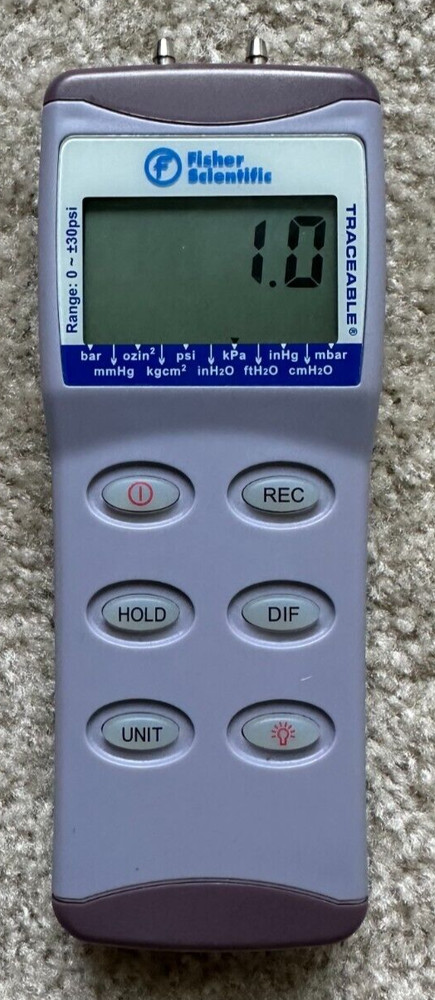 Fisher
Scientific
Range: 0 ~ ±30psi
1.0
TRACEABLE®
bar ozin² psi kPa inHg mbar
mmHg kgcm² inH2O ftH2O cmH2O
REC
HOLD
DIF
UNIT